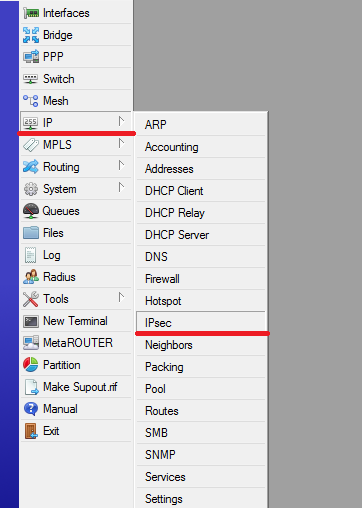 Interfaces
Bridge
PPP
Switch
Mesh
255
IP
MPLS
Routing
System
Queues
Files
Log
Radius
Tools
New Terminal
MetaROUTER
Partition
Make Supout.rif
Manual
Exit
ARP
Accounting
Addresses
DHCP Client
DHCP Relay
DHCP Server
DNS
Firewall
Hotspot
IPsec
Neighbors
Packing
Pool
Routes
SMB
SNMP
Services
Settings